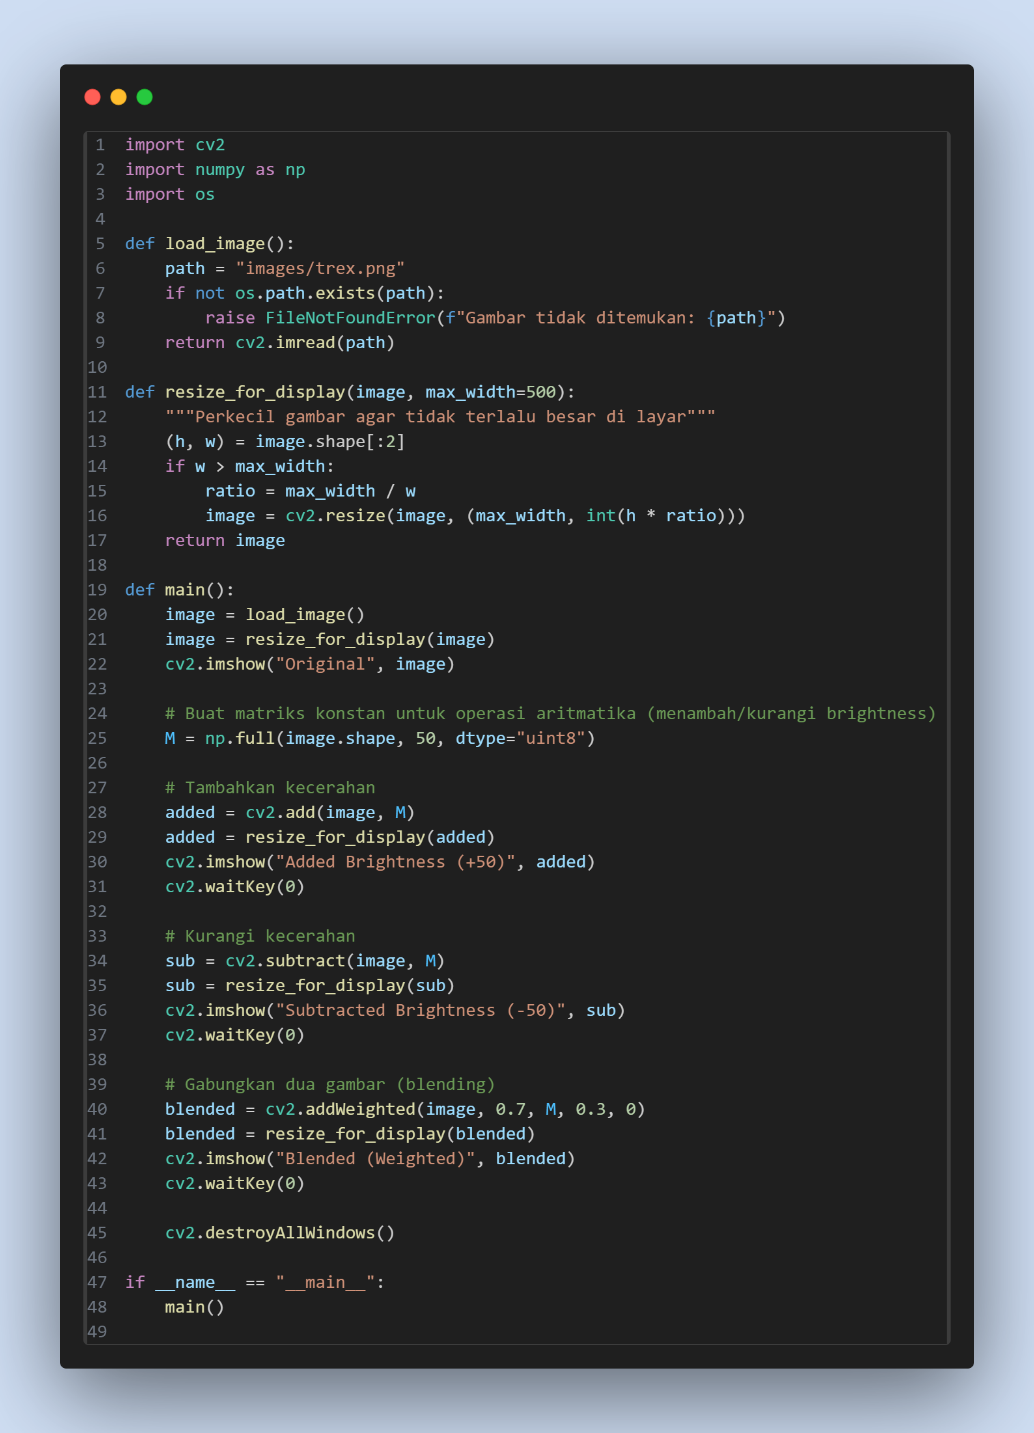 1 import cv2
2 import numpy as np
3 import os
4
5 def load_image():
6     path = "images/trex.png"
7     if not os.path.exists(path):
8         raise FileNotFoundError(f"Gambar tidak ditemukan: {path}")
9     return cv2.imread(path)
10
11 def resize_for_display(image, max_width=500):
12     """Perkecil gambar agar tidak terlalu besar di layar"""
13     (h, w) = image.shape[:2]
14     if w > max_width:
15         ratio = max_width / w
16         image = cv2.resize(image, (max_width, int(h * ratio)))
17     return image
18
19 def main():
20     image = load_image()
21     image = resize_for_display(image)
22     cv2.imshow("Original", image)
23
24     # Buat matriks konstan untuk operasi aritmatika (menambah/kurangi brightness)
25     M = np.full(image.shape, 50, dtype="uint8")
26
27     # Tambahkan kecerahan
28     added = cv2.add(image, M)
29     added = resize_for_display(added)
30     cv2.imshow("Added Brightness (+50)", added)
31     cv2.waitKey(0)
32
33     # Kurangi kecerahan
34     sub = cv2.subtract(image, M)
35     sub = resize_for_display(sub)
36     cv2.imshow("Subtracted Brightness (-50)", sub)
37     cv2.waitKey(0)
38
39     # Gabungkan dua gambar (blending)
40     blended = cv2.addWeighted(image, 0.7, M, 0.3, 0)
41     blended = resize_for_display(blended)
42     cv2.imshow("Blended (Weighted)", blended)
43     cv2.waitKey(0)
44
45     cv2.destroyAllWindows()
46
47 if __name__ == "__main__":
48     main()
49